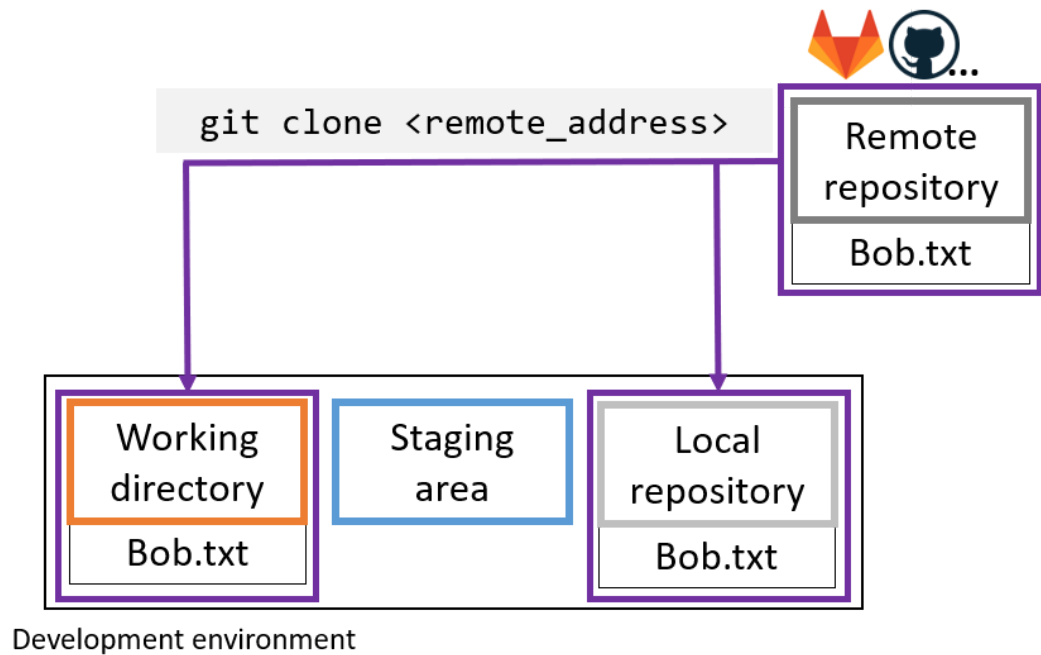 ...
git clone <remote_address>
Remote
repository
Bob.txt
Working
directory
Bob.txt
Staging
area
Local
repository
Bob.txt
Development environment